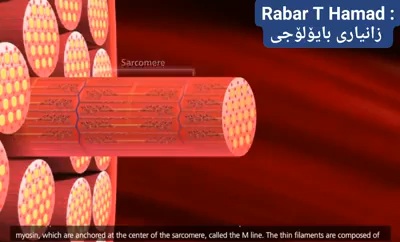 Rabar T Hamad :
زانیاری بایۆلۆجی
Sarcomere
myosin, which are anchored at the center of the sarcomere, called the M line. The thin filaments are composed of